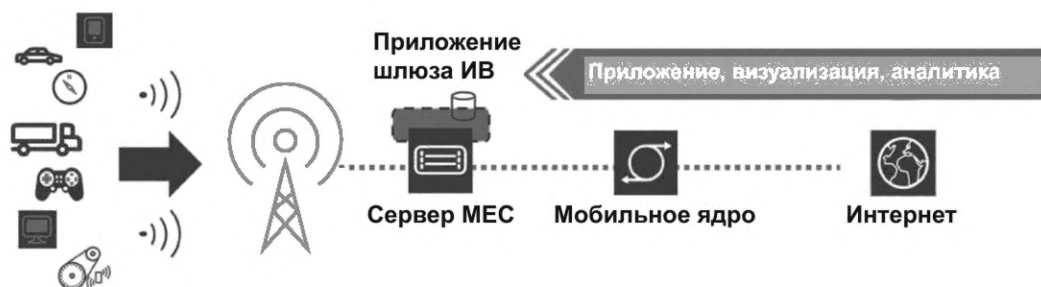 Приложение
шлюза ИВ
Приложение, визуализация, аналитика
Сервер МЕС
Мобильное ядро
Интернет